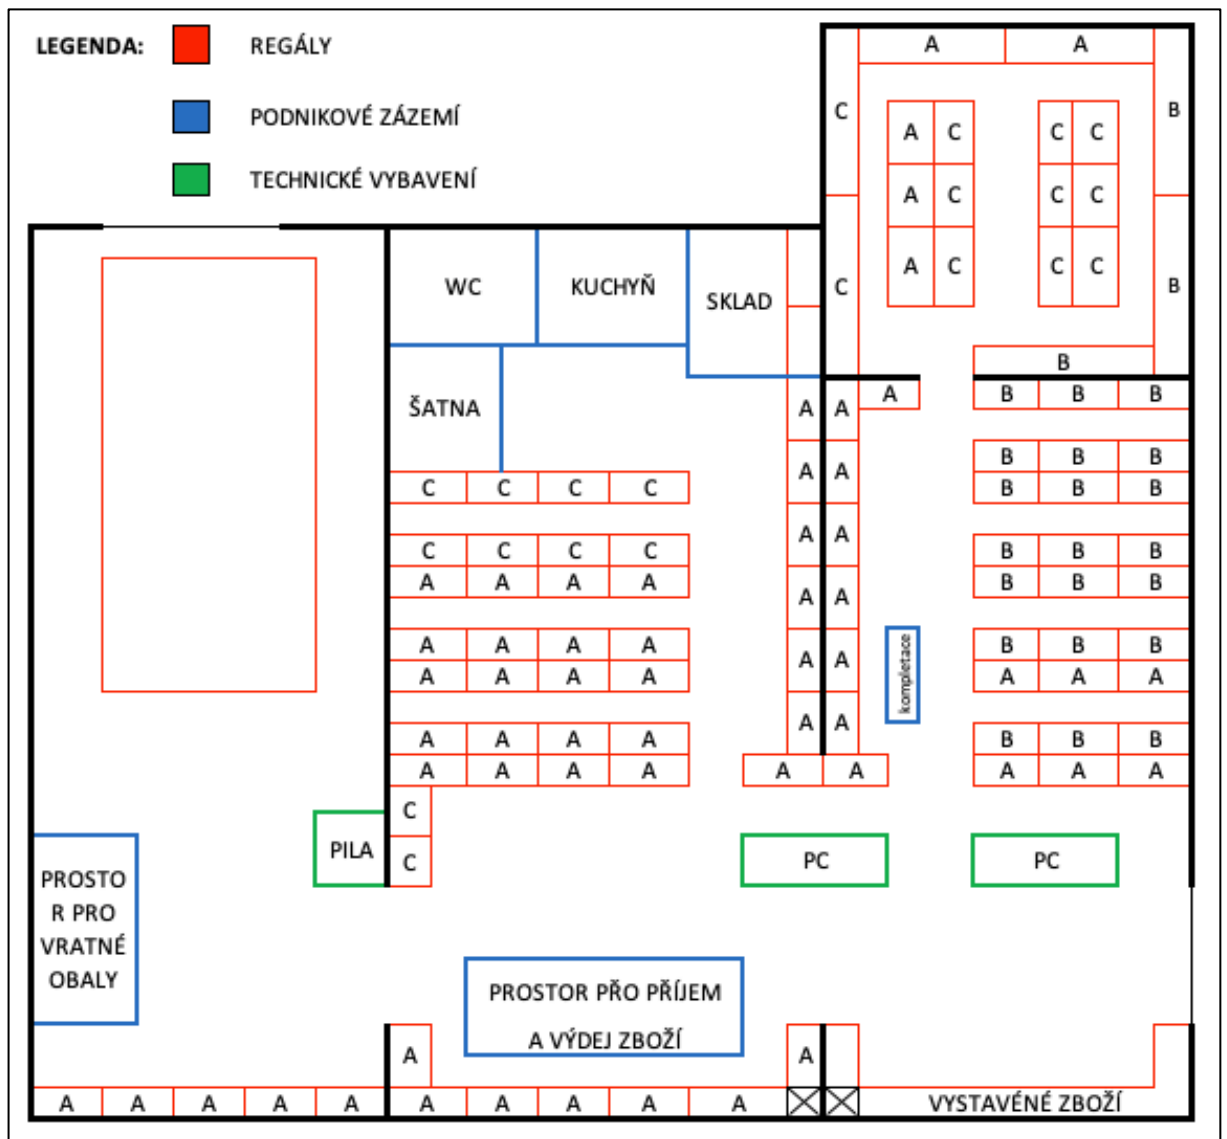 LEGENDA:
REGÁLY
PODNIKOVÉ ZÁZEMÍ
TECHNICKÉ VYBAVENÍ
A A
C B
A C C C
A C C C
A C C C
C B
B
WC KUCHYŇ SKLAD
ŠATNA
A A A B B B
C C C C A A B B B
B B B
C C C C A A B B B
A A A A A A B B B
A A A A A A B B B
A A A A A A A
kompletace
A A A A A A B B B
A A A A A A A A A
C
C
PILA
PC PC
PROSTO
R PRO
VRATNÉ
OBALY
PROSTOR PŘO PŘÍJEM
A VÝDEJ ZBOŽÍ
A A
A A A A A A A A A A
VYSTAVÉNÉ ZBOŽÍ